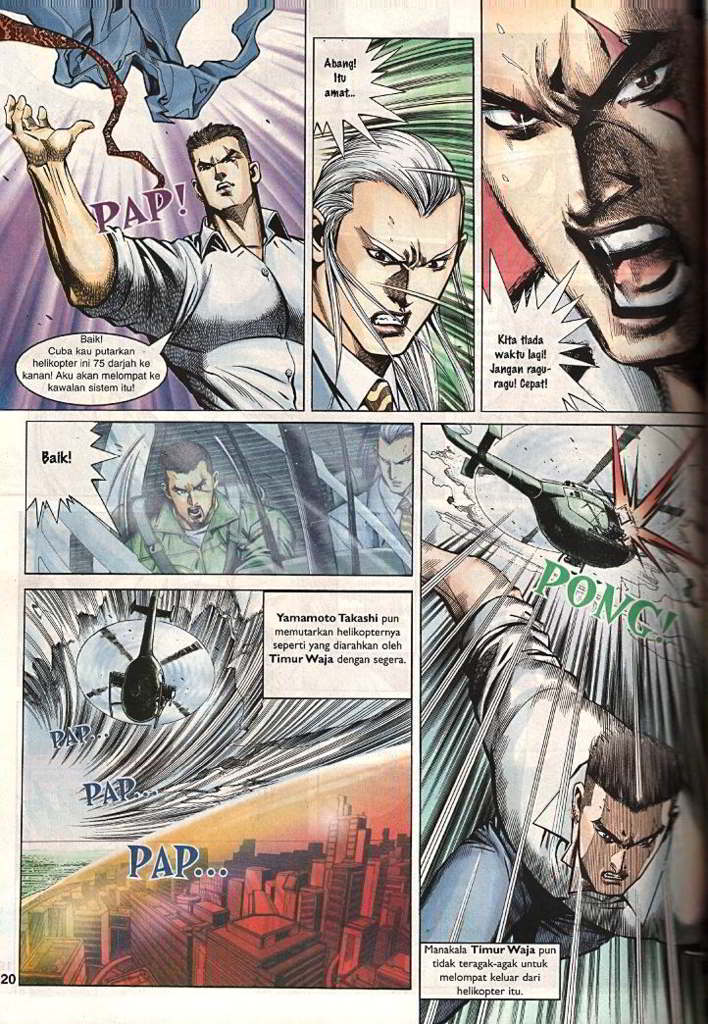 PAP!
Baik!
Cuba kau putarkan
helikopter ini 75 darjah ke
kanan! Aku akan melompat ke
kawalan sistem itu!
Abang!
Itu
amat...
Kita tiada
waktu lagi!
Jangan ragu-
ragu! Cepat!
Baik!
Yamamoto Takashi pun
memutarkan helikopternya
seperti yang diarahkan oleh
Timur Waja dengan segera.
PAP...
PAP...
PAP...
PONG!
Manakala Timur Waja pun
tidak teragak-agak untuk
melompat keluar dari
helikopter itu.
20